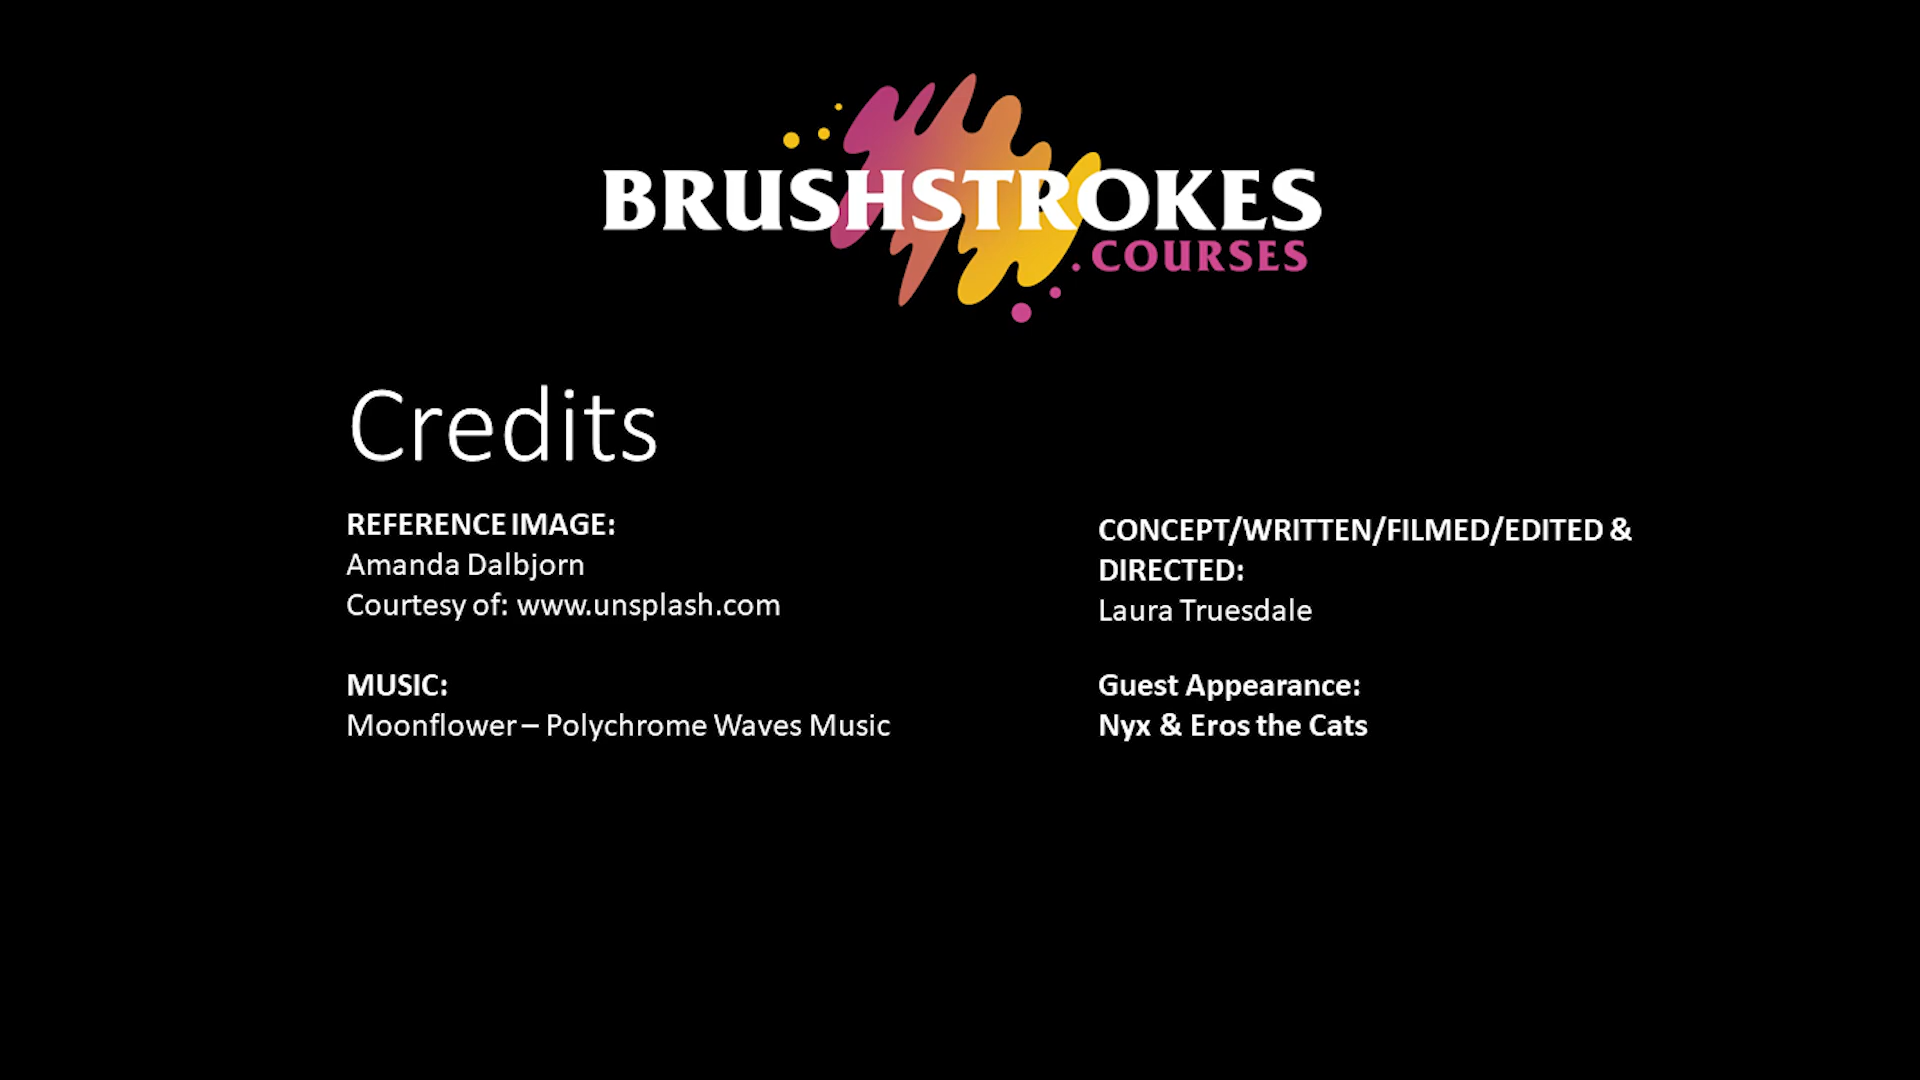 BRUSHSTROKES
.COURSES
Credits
REFERENCE IMAGE:
Amanda Dalbjorn
Courtesy of: www.unsplash.com
MUSIC:
Moonflower – Polychrome Waves Music
CONCEPT/WRITTEN/FILMED/EDITED &
DIRECTED:
Laura Truesdale
Guest Appearance:
Nyx & Eros the Cats